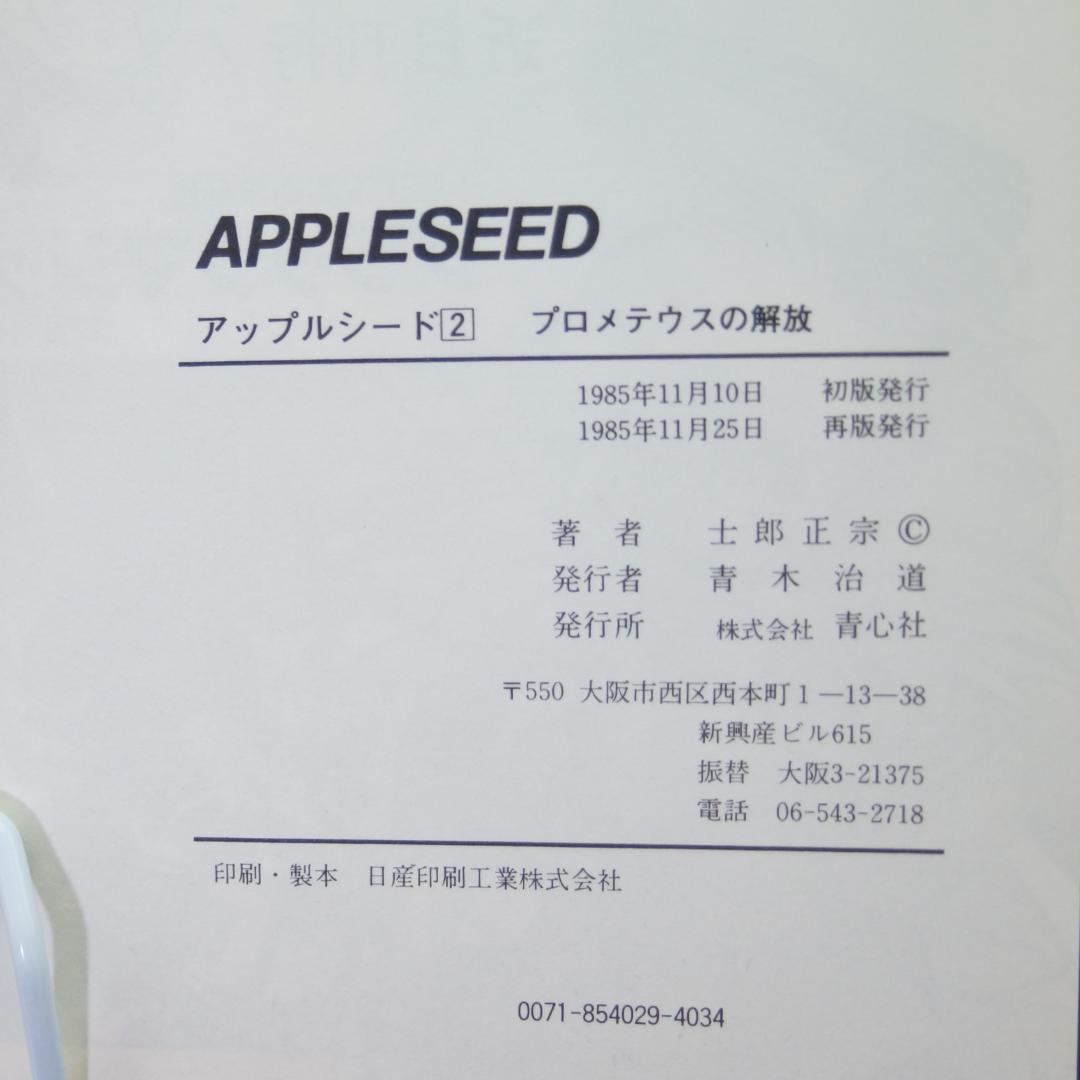 APPLESEED
アップルシード2　プロメテウスの解放
1985年11月10日　初版発行
1985年11月25日　再版発行
著　者　士郎正宗©
発行者　青木治道
発行所　株式会社 青心社
〒550 大阪市西区西本町1―13―38
新興産ビル615
振替　大阪3-21375
電話　06-543-2718
印刷・製本　日産印刷工業株式会社
0071-854029-4034